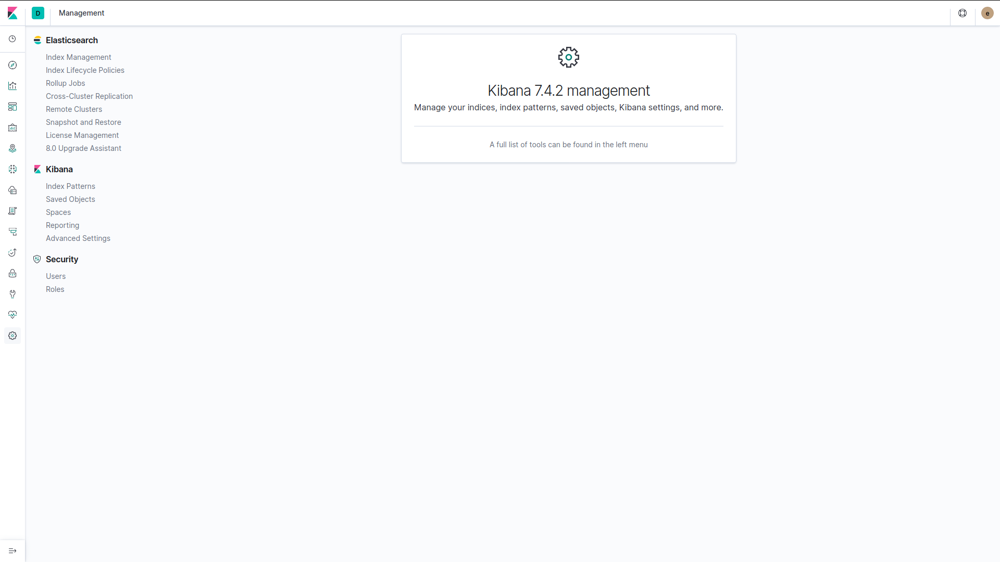 D
Management
e
Elasticsearch
Index Management
Index Lifecycle Policies
Rollup Jobs
Cross-Cluster Replication
Remote Clusters
Snapshot and Restore
License Management
8.0 Upgrade Assistant
Kibana
Index Patterns
Saved Objects
Spaces
Reporting
Advanced Settings
Security
Users
Roles
Kibana 7.4.2 management
Manage your indices, index patterns, saved objects, Kibana settings, and more.
A full list of tools can be found in the left menu